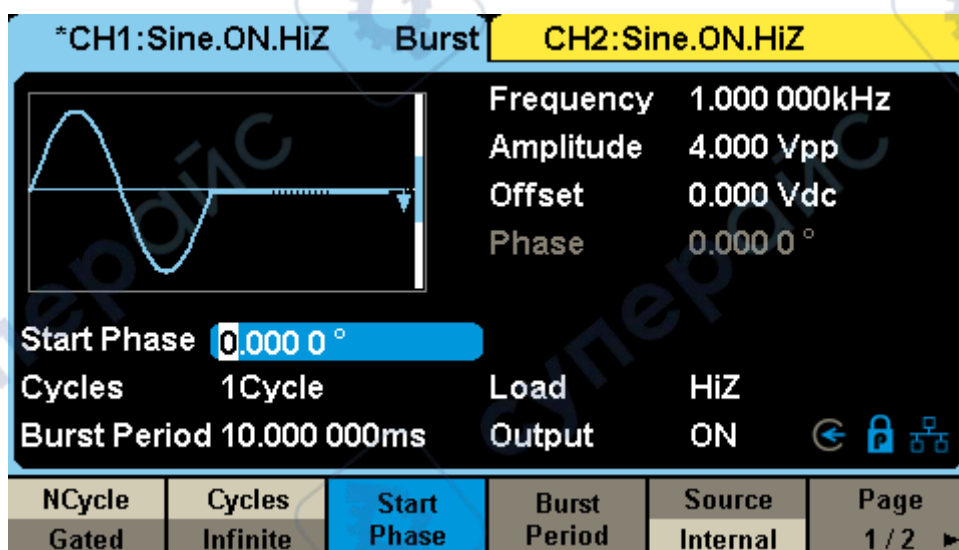 *CH1:Sine.ON.HiZ Burst CH2:Sine.ON.HiZ
Frequency 1.000 000kHz
Amplitude 4.000 Vpp
Offset 0.000 Vdc
Phase 0.000 0 °
Start Phase 0.000 0 °
Cycles 1Cycle Load HiZ
Burst Period 10.000 000ms Output ON
NCycle Cycles Start Burst Source Page
Gated Infinite Phase Period Internal 1/2 ►
суперайс